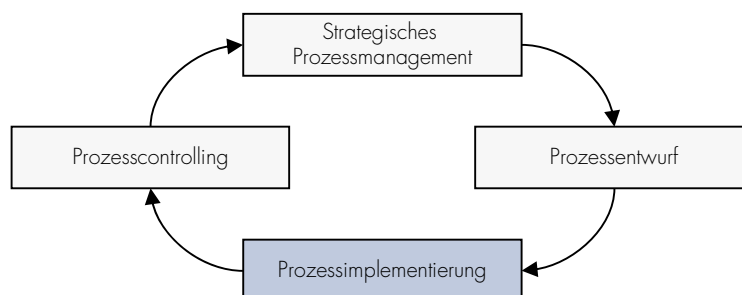 Strategisches
Prozessmanagement
Prozesscontrolling
Prozessentwurf
Prozessimplementierung